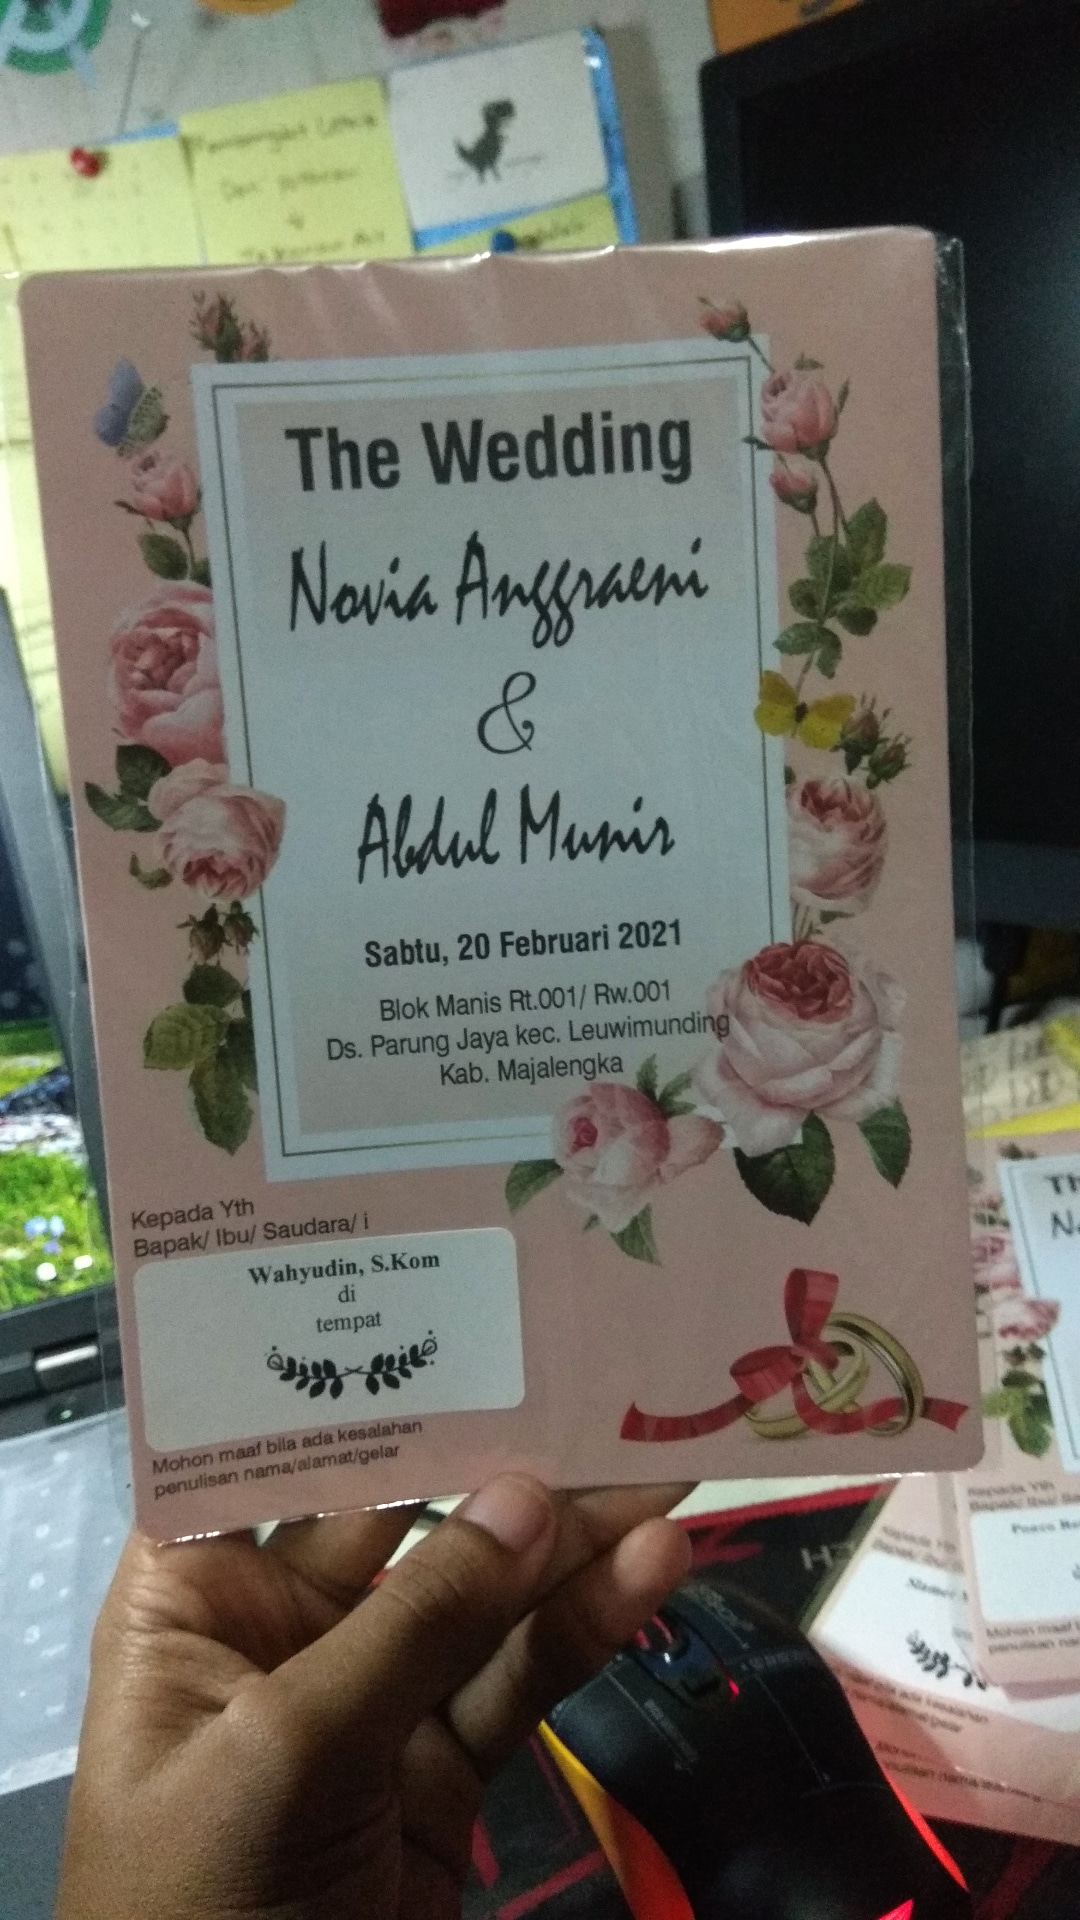 The Wedding
Novia Anggraeni
&
Abdul Munir
Sabtu, 20 Februari 2021
Blok Manis Rt.001/ Rw.001
Ds. Parung Jaya kec. Leuwimunding
Kab. Majalengka
Kepada Yth
Bapak/ Ibu/ Saudara/ i
Wahyudin, S.Kom
di
tempat
Mohon maaf bila ada kesalahan
penulisan nama/alamat/gelar
Kepada Yth